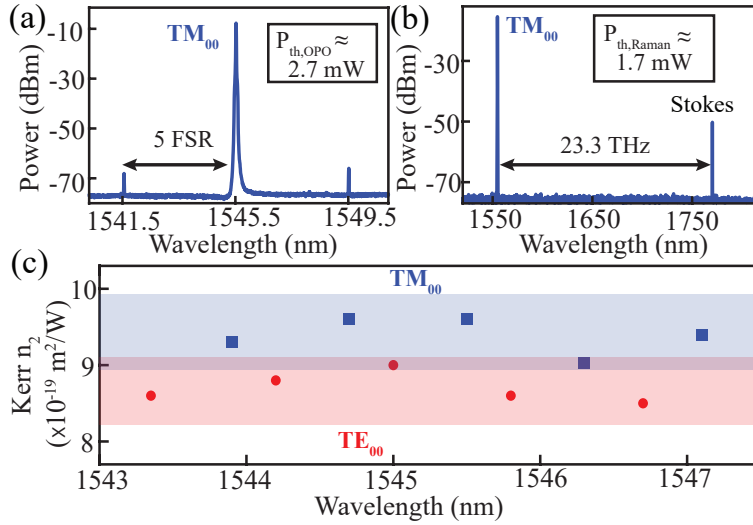 (a)
TM₀₀
P_th,OPO ≈
2.7 mW
5 FSR
Power (dBm)
-10
-30
-50
-70
1541.5
1545.5
1549.5
Wavelength (nm)
(b)
TM₀₀
P_th,Raman ≈
1.7 mW
Stokes
23.3 THz
Power (dBm)
-10
-30
-50
-70
1550
1650
1750
Wavelength (nm)
(c)
TM₀₀
Kerr n₂
(x10⁻¹⁹ m²/W)
10
9
8
TE₀₀
1543
1544
1545
1546
1547
Wavelength (nm)